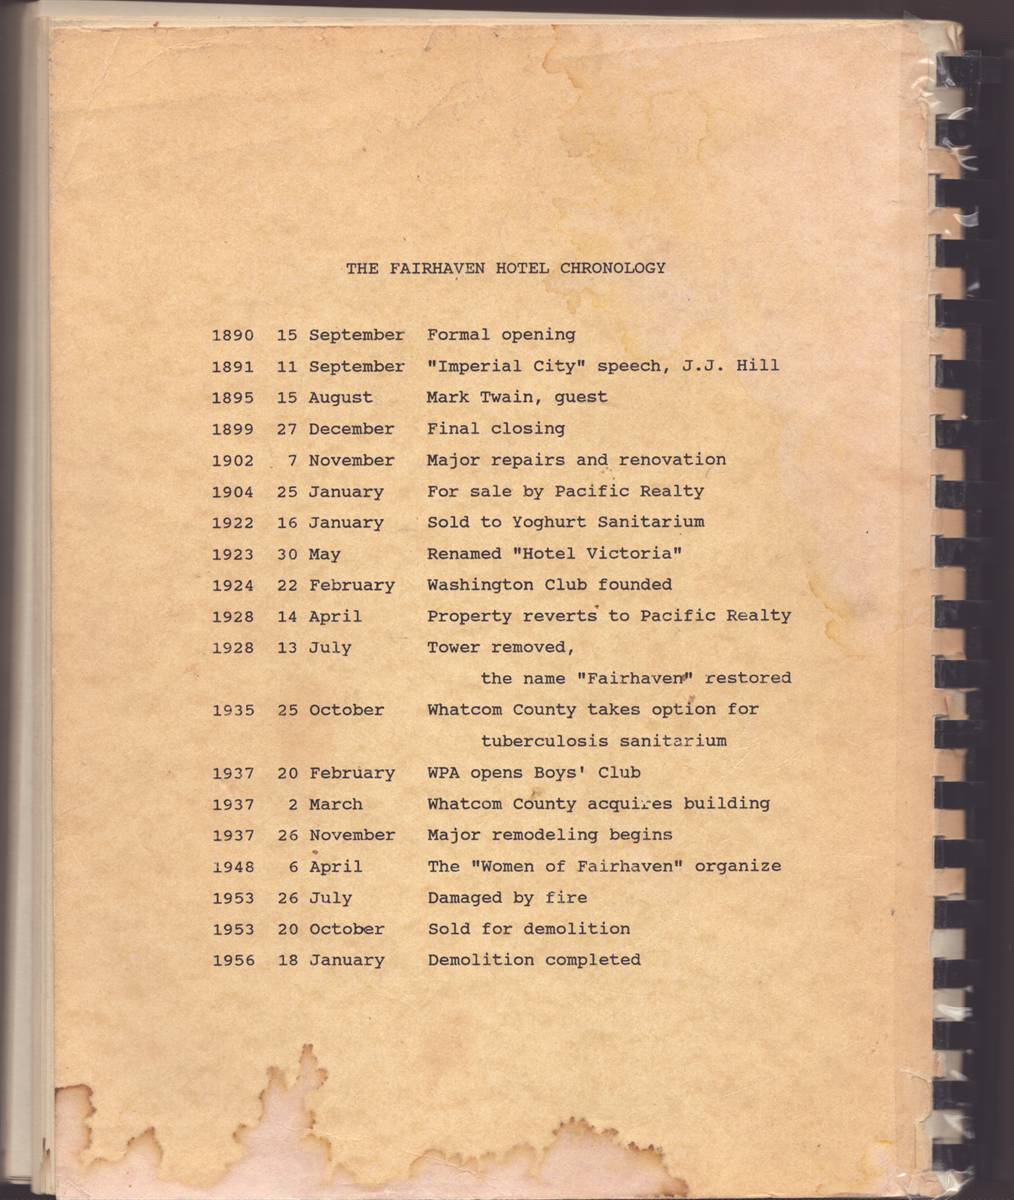 THE FAIRHAVEN HOTEL CHRONOLOGY
1890 15 September Formal opening
1891 11 September "Imperial City" speech, J.J. Hill
1895 15 August Mark Twain, guest
1899 27 December Final closing
1902 7 November Major repairs and renovation
1904 25 January For sale by Pacific Realty
1922 16 January Sold to Yoghurt Sanitarium
1923 30 May Renamed "Hotel Victoria"
1924 22 February Washington Club founded
1928 14 April Property reverts to Pacific Realty
1928 13 July Tower removed,
the name "Fairhaven" restored
1935 25 October Whatcom County takes option for
tuberculosis sanitarium
1937 20 February WPA opens Boys' Club
1937 2 March Whatcom County acquires building
1937 26 November Major remodeling begins
1948 6 April The "Women of Fairhaven" organize
1953 26 July Damaged by fire
1953 20 October Sold for demolition
1956 18 January Demolition completed